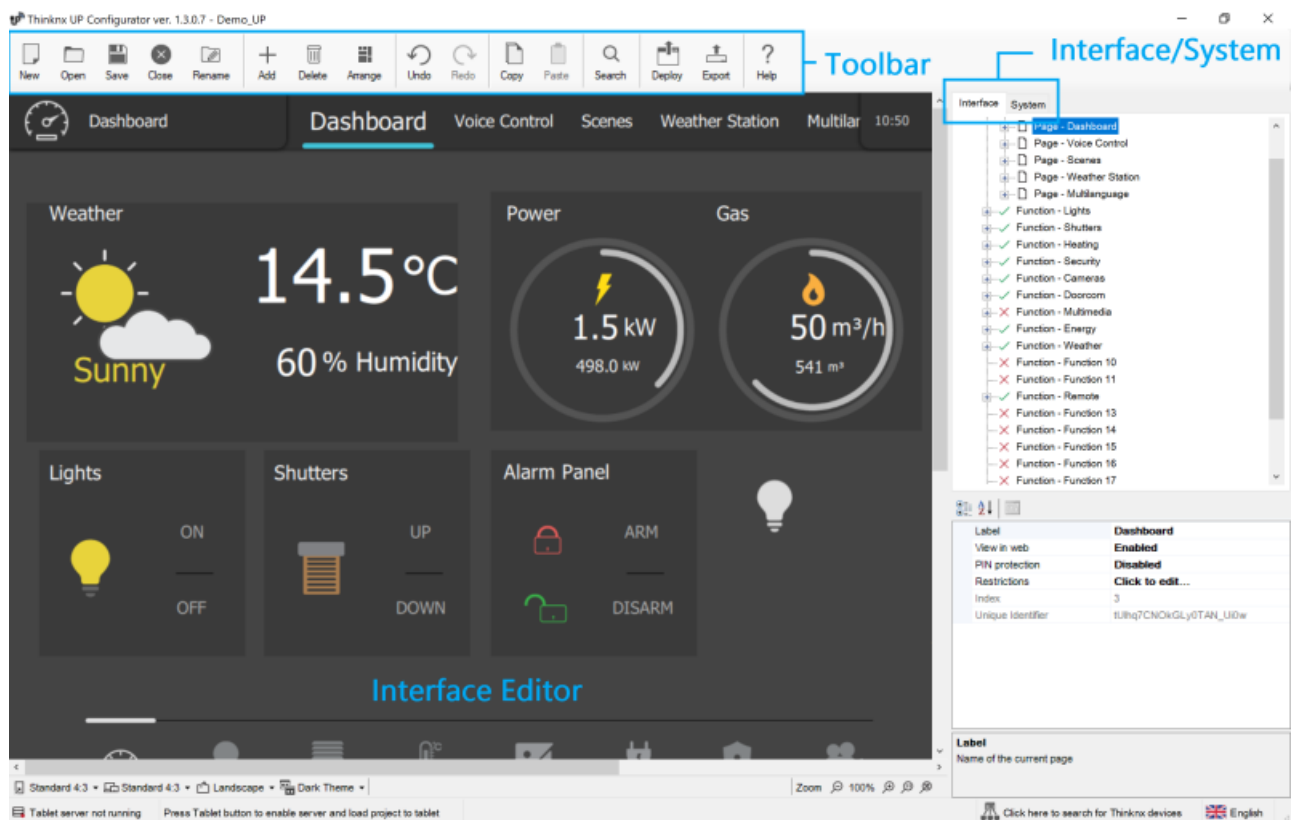 Thinknx UP Configurator ver. 1.3.0.7 - Demo_UP
New Open Save Close Rename Add Delete Arrange Undo Redo Copy Paste Search Deploy Export Help
Toolbar
Interface/System
Dashboard
Dashboard Voice Control Scenes Weather Station Multilar 10:50
Weather
14.5°C
60 % Humidity
Sunny
Power
1.5 kW
498.0 kW
Gas
50 m³/h
541 m³
Lights
ON
OFF
Shutters
UP
DOWN
Alarm Panel
ARM
DISARM
Interface Editor
°C
Interface System
Page - Dashboard
Page - Voice Control
Page - Scenes
Page - Weather Station
Page - Multilanguage
Function - Lights
Function - Shutters
Function - Heating
Function - Security
Function - Cameras
Function - Doorcom
Function - Multimedia
Function - Energy
Function - Weather
Function - Function 10
Function - Function 11
Function - Remote
Function - Function 13
Function - Function 14
Function - Function 15
Function - Function 16
Function - Function 17
Label Dashboard
View in web Enabled
PIN protection Disabled
Restrictions Click to edit...
Index 3
Unique Identifier
Label
Name of the current page
Standard 4:3 Standard 4:3 Landscape Dark Theme Zoom 100%
Tablet server not running Press Tablet button to enable server and load project to tablet Click here to search for Thinknx devices English